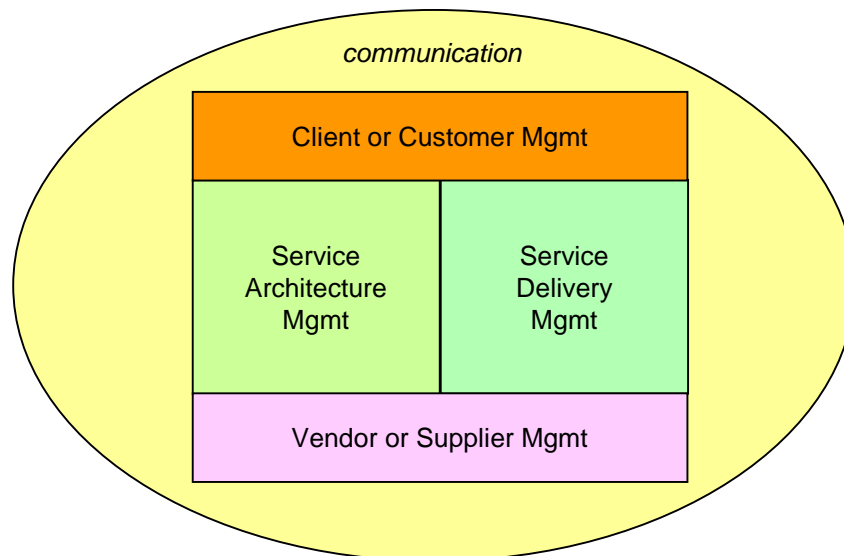 communication
Client or Customer Mgmt
Service
Architecture
Mgmt
Service
Delivery
Mgmt
Vendor or Supplier Mgmt